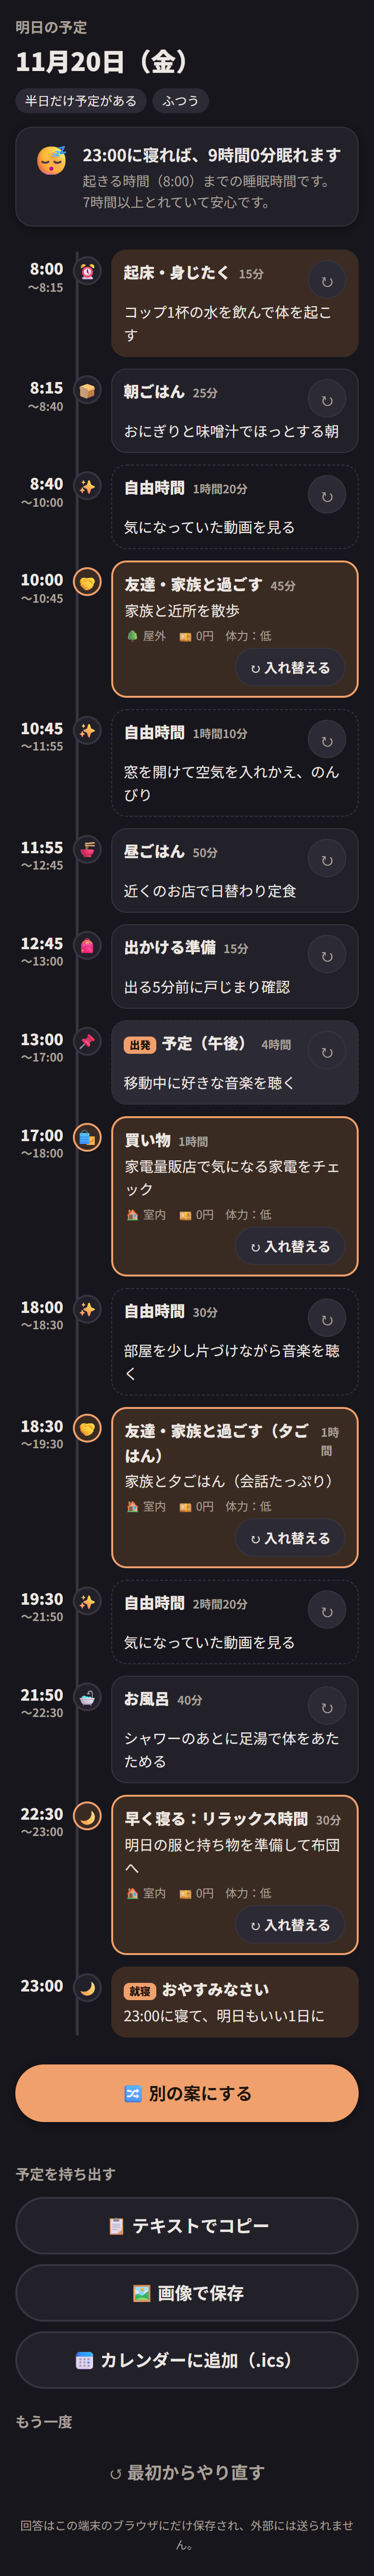 明日の予定
11月20日（金）
半日だけ予定がある ふつう
23:00に寝れば、9時間0分眠れます
起きる時間（8:00）までの睡眠時間です。
7時間以上とれていて安心です。
8:00
〜8:15
起床・身じたく 15分
コップ1杯の水を飲んで体を起こ
す
8:15
〜8:40
朝ごはん 25分
おにぎりと味噌汁でほっとする朝
8:40
〜10:00
自由時間 1時間20分
気になっていた動画を見る
10:00
〜10:45
友達・家族と過ごす 45分
家族と近所を散歩
屋外 0円 体力：低
↻ 入れ替える
10:45
〜11:55
自由時間 1時間10分
窓を開けて空気を入れかえ、のん
びり
11:55
〜12:45
昼ごはん 50分
近くのお店で日替わり定食
12:45
〜13:00
出かける準備 15分
出る5分前に戸じまり確認
13:00
〜17:00
出発 予定（午後） 4時間
移動中に好きな音楽を聴く
17:00
〜18:00
買い物 1時間
家電量販店で気になる家電をチェ
ック
室内 0円 体力：低
↻ 入れ替える
18:00
〜18:30
自由時間 30分
部屋を少し片づけながら音楽を聴
く
18:30
〜19:30
友達・家族と過ごす（夕ご 1時
はん） 間
家族と夕ごはん（会話たっぷり）
室内 0円 体力：低
↻ 入れ替える
19:30
〜21:50
自由時間 2時間20分
気になっていた動画を見る
21:50
〜22:30
お風呂 40分
シャワーのあとに足湯で体をあた
ためる
22:30
〜23:00
早く寝る：リラックス時間 30分
明日の服と持ち物を準備して布団
へ
室内 0円 体力：低
↻ 入れ替える
23:00
就寝 おやすみなさい
23:00に寝て、明日もいい1日に
別の案にする
予定を持ち出す
テキストでコピー
画像で保存
カレンダーに追加（.ics）
もう一度
↺ 最初からやり直す
回答はこの端末のブラウザにだけ保存され、外部には送られませ
ん。